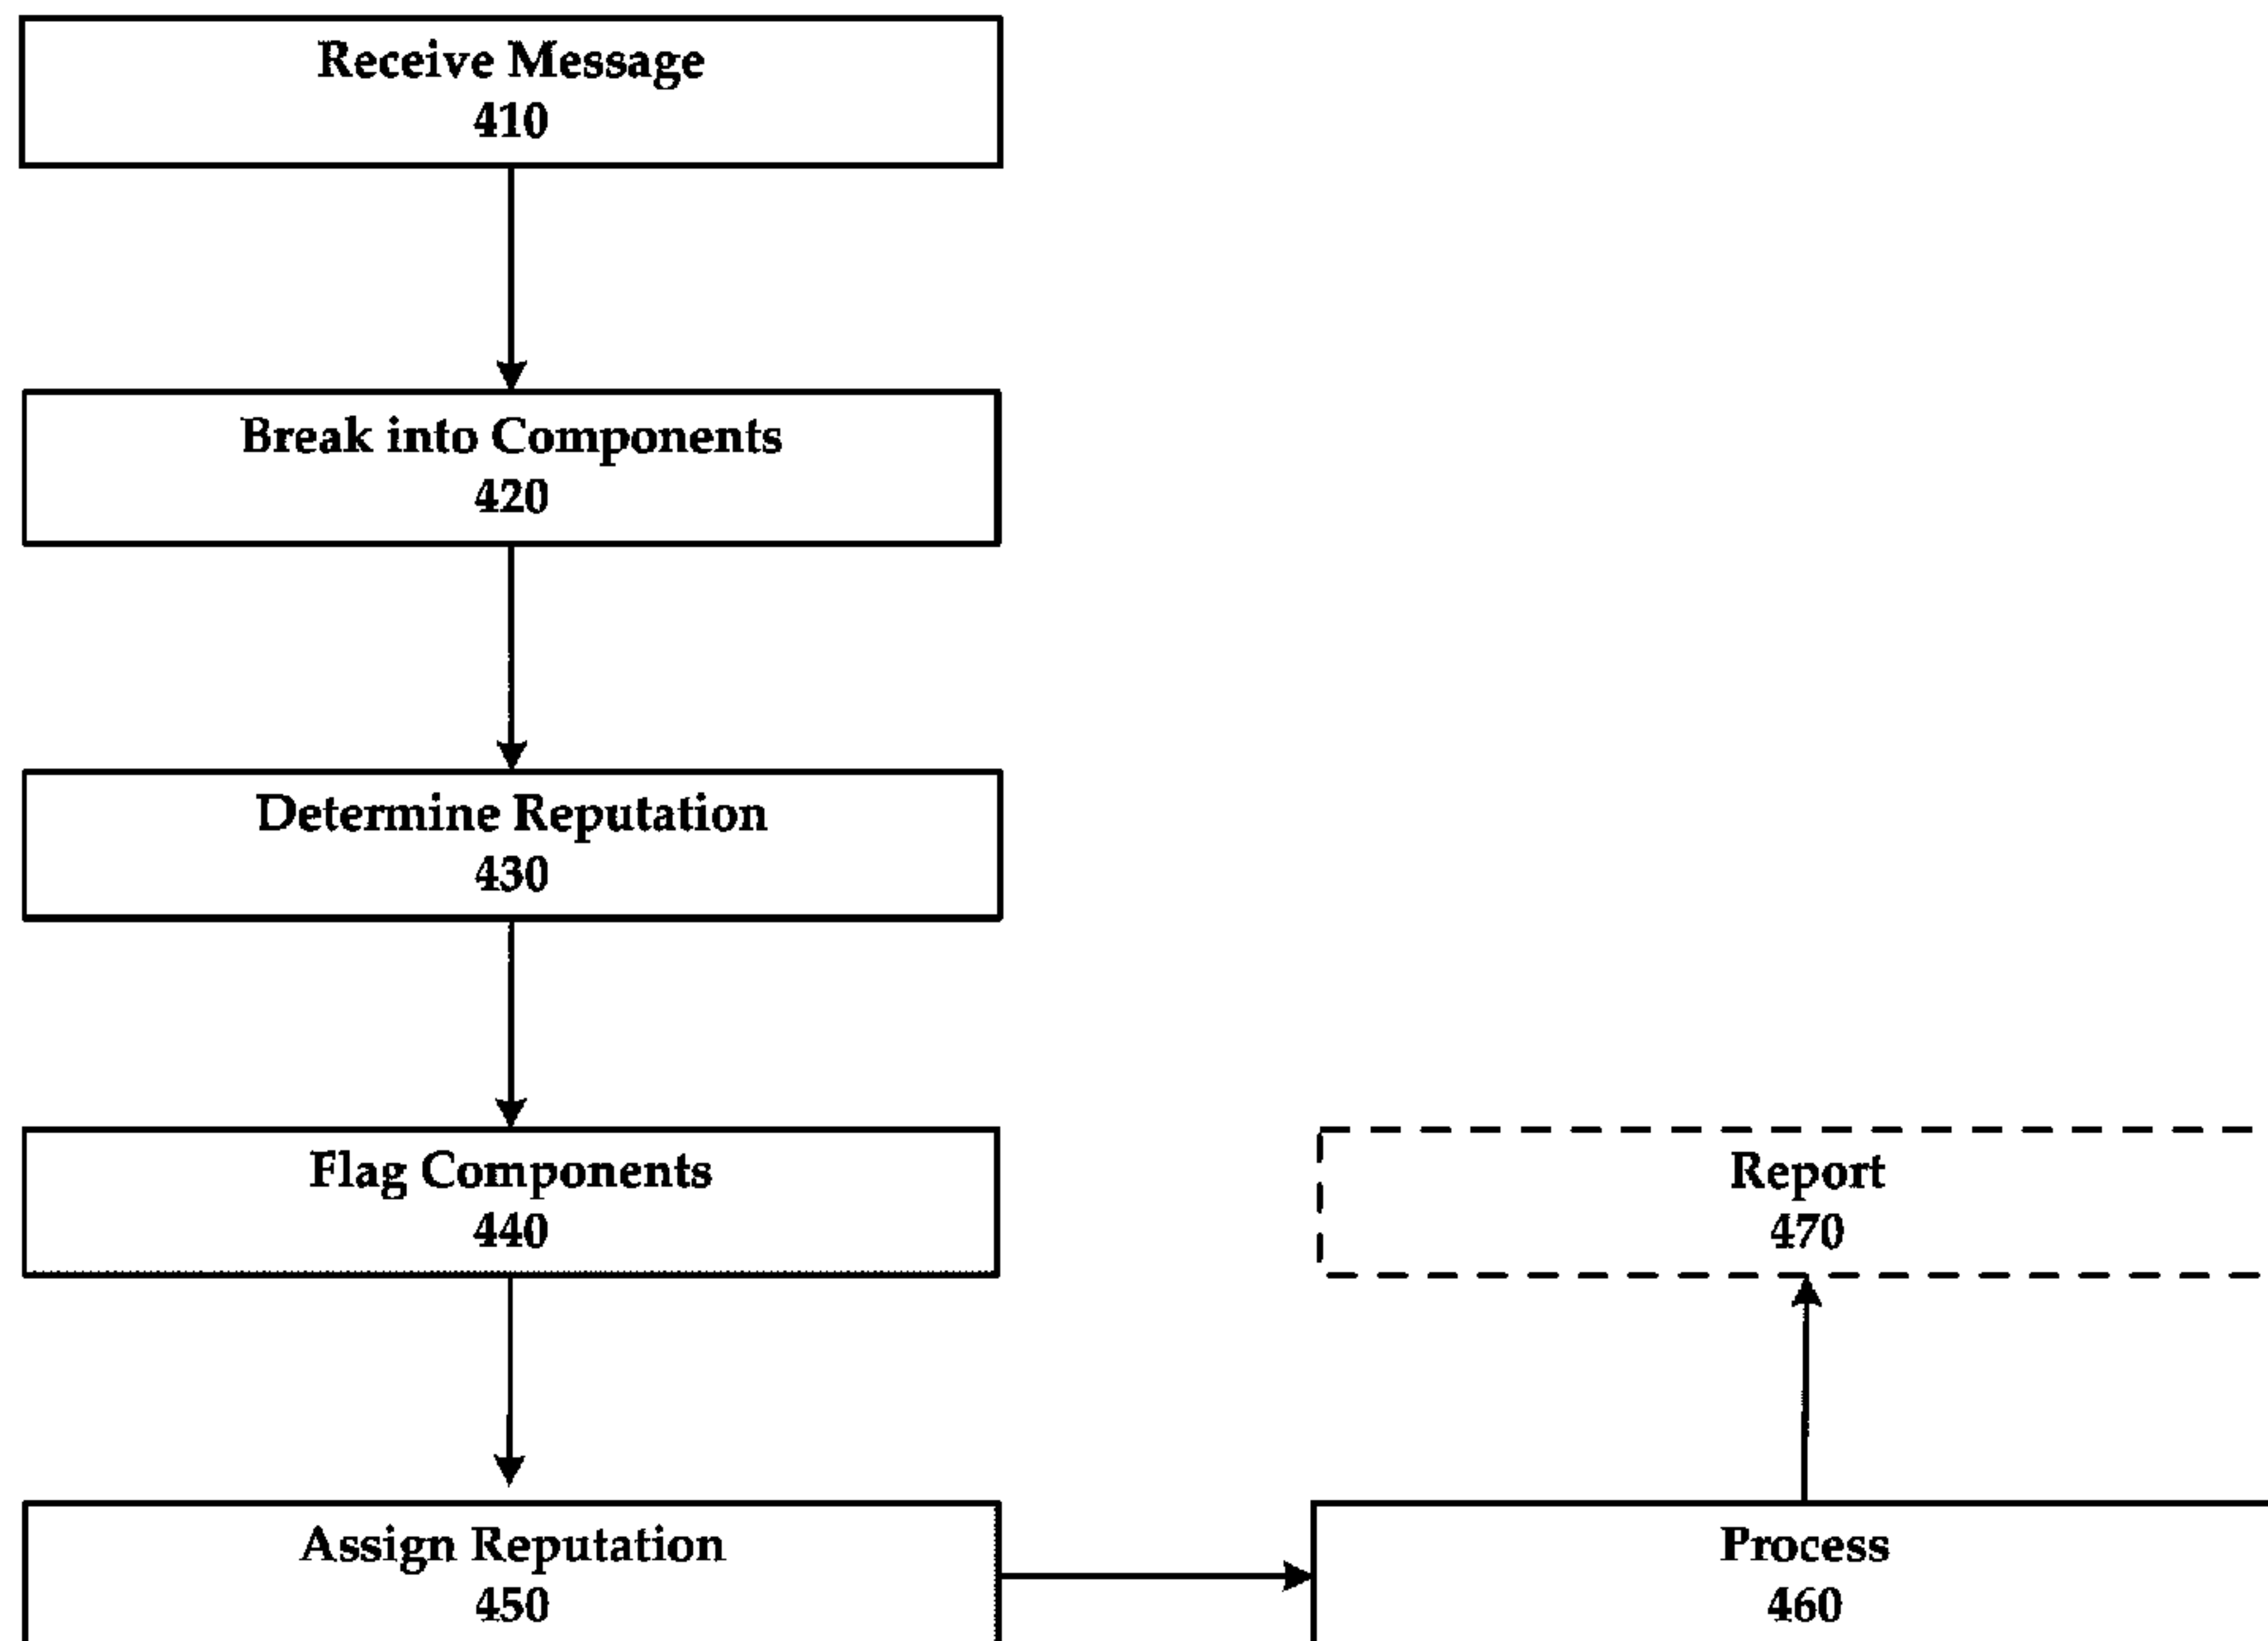 Receive Message
410
Break into Components
420
Determine Reputation
430
Flag Components
440
Assign Reputation
450
Process
460
Report
470